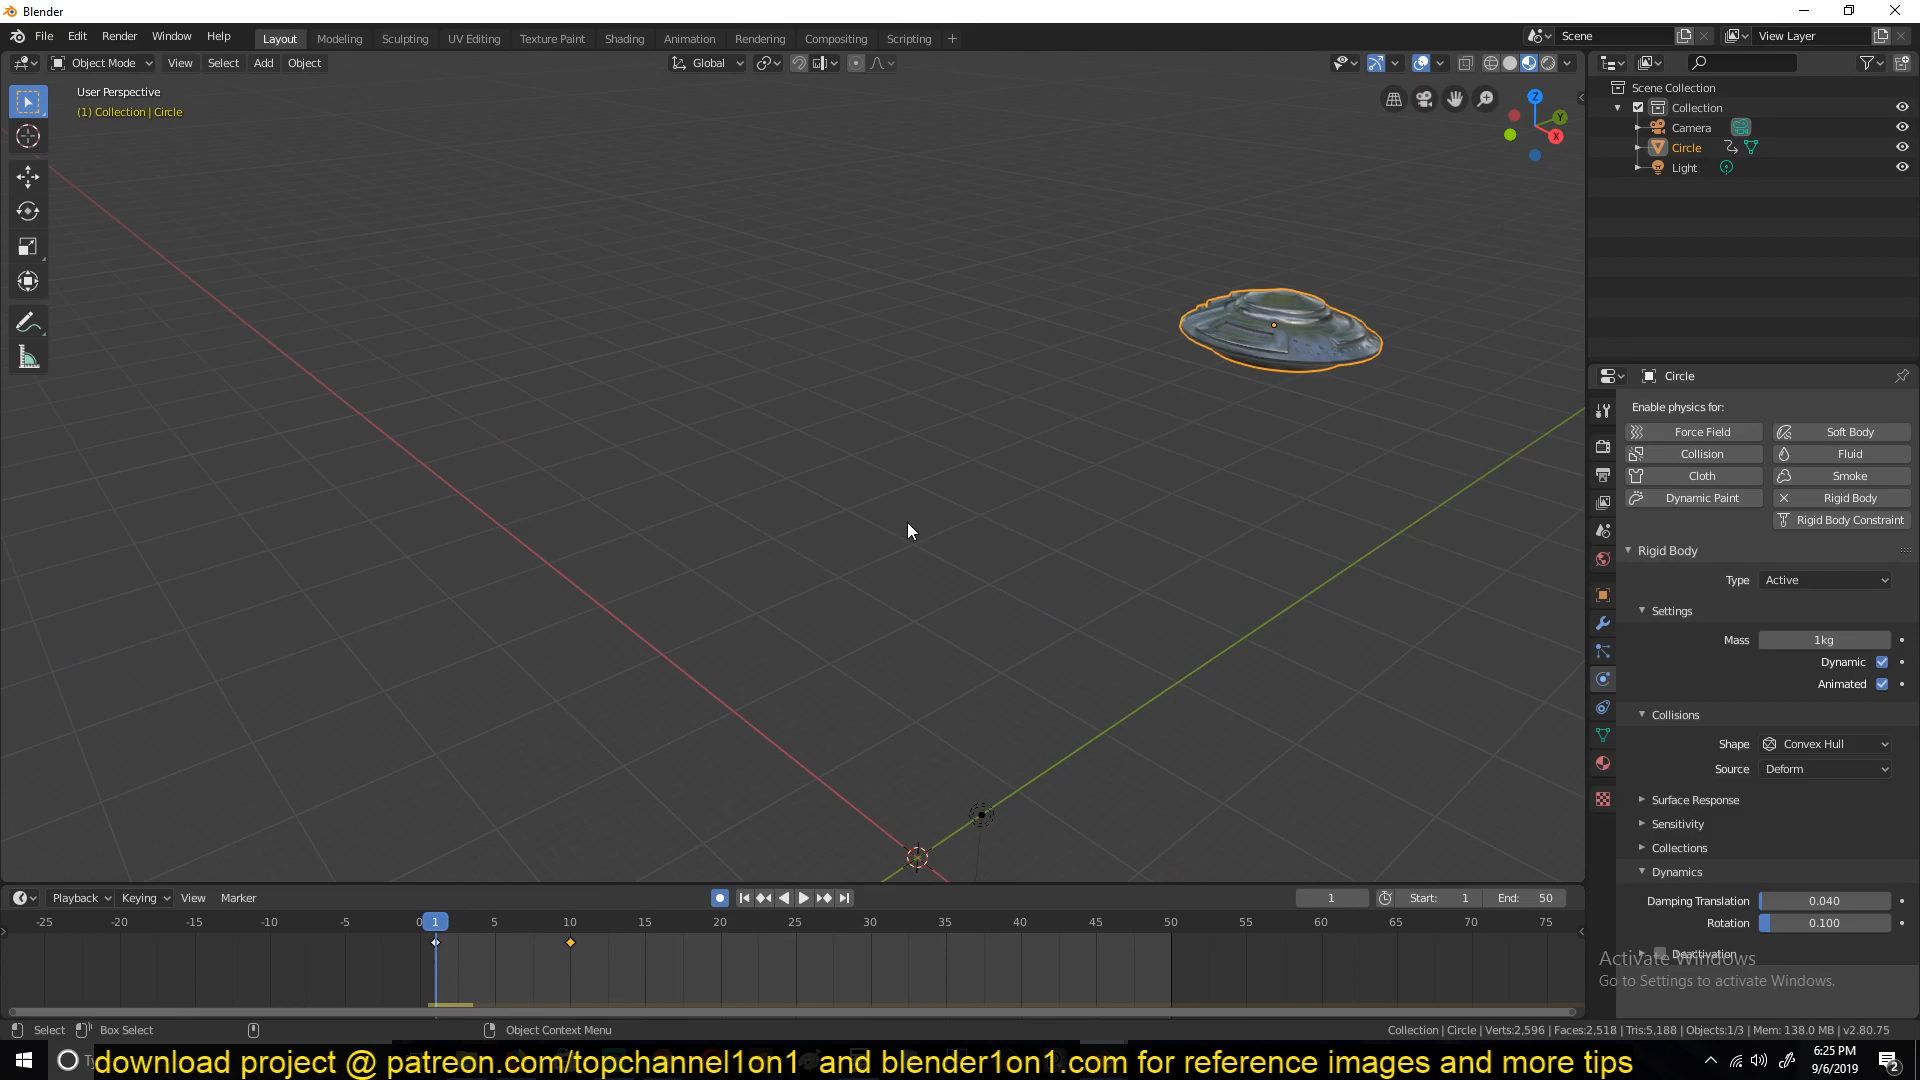 Blender
File Edit Render Window Help
Layout Modeling Sculpting UV Editing Texture Paint Shading Animation Rendering Compositing Scripting +
Scene
View Layer
Object Mode View Select Add Object
Global
User Perspective
(1) Collection | Circle
Z
Y
X
Scene Collection
Collection
Camera
Circle
Light
Circle
Enable physics for:
Force Field Soft Body
Collision Fluid
Cloth Smoke
Dynamic Paint Rigid Body
Rigid Body Constraint
Rigid Body
Type Active
Settings
Mass 1kg
Dynamic
Animated
Collisions
Shape Convex Hull
Source Deform
Surface Response
Sensitivity
Collections
Dynamics
Damping Translation 0.040
Rotation 0.100
Deactivation
Activate Windows
Go to Settings to activate Windows.
Playback Keying View Marker
1 Start: 1 End: 50
-25 -20 -15 -10 -5 0 1 5 10 15 20 25 30 35 40 45 50 55 60 65 70 75
Select Box Select Object Context Menu
Collection | Circle | Verts:2,596 | Faces:2,518 | Tris:5,188 | Objects:1/3 | Mem: 138.0 MB | v2.80.75
download project @ patreon.com/topchannel1on1 and blender1on1.com for reference images and more tips
6:25 PM
9/6/2019
2